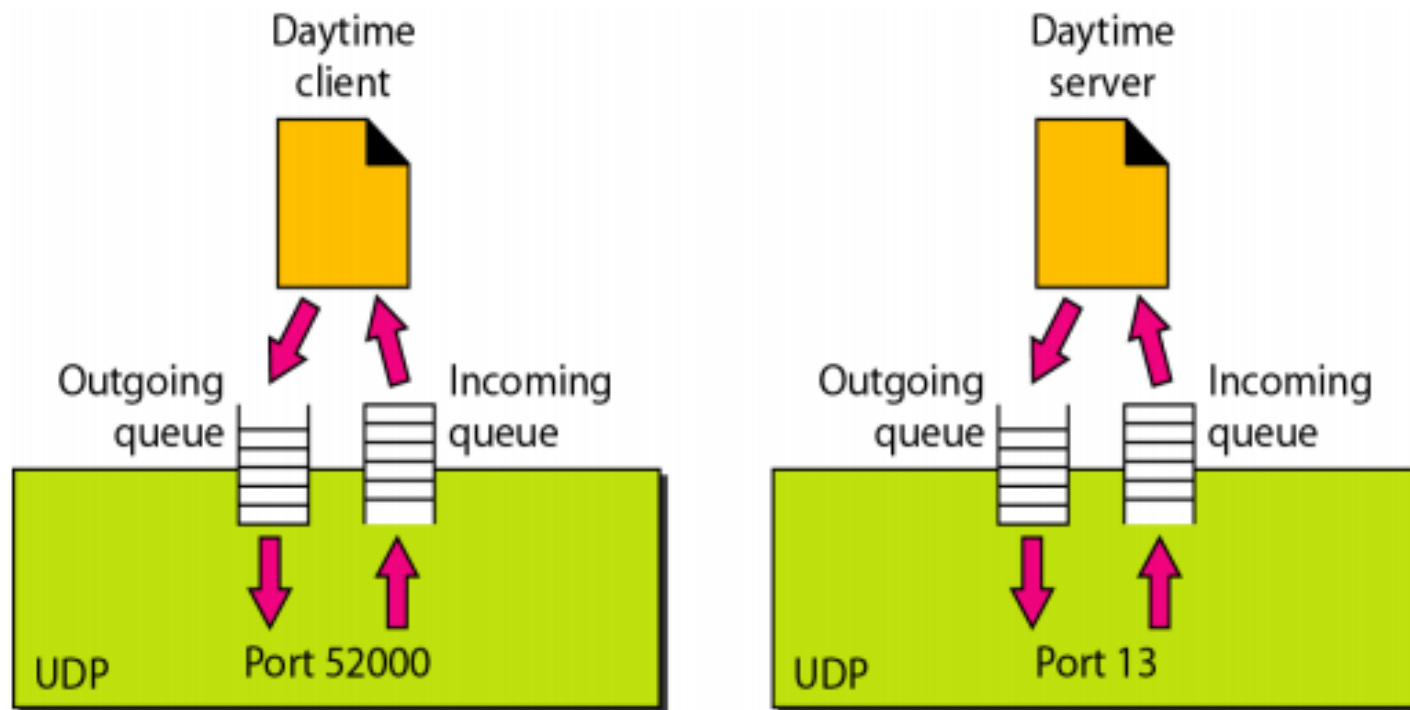 Daytime
client
Outgoing
queue
Incoming
queue
UDP
Port 52000
Daytime
server
Outgoing
queue
Incoming
queue
UDP
Port 13